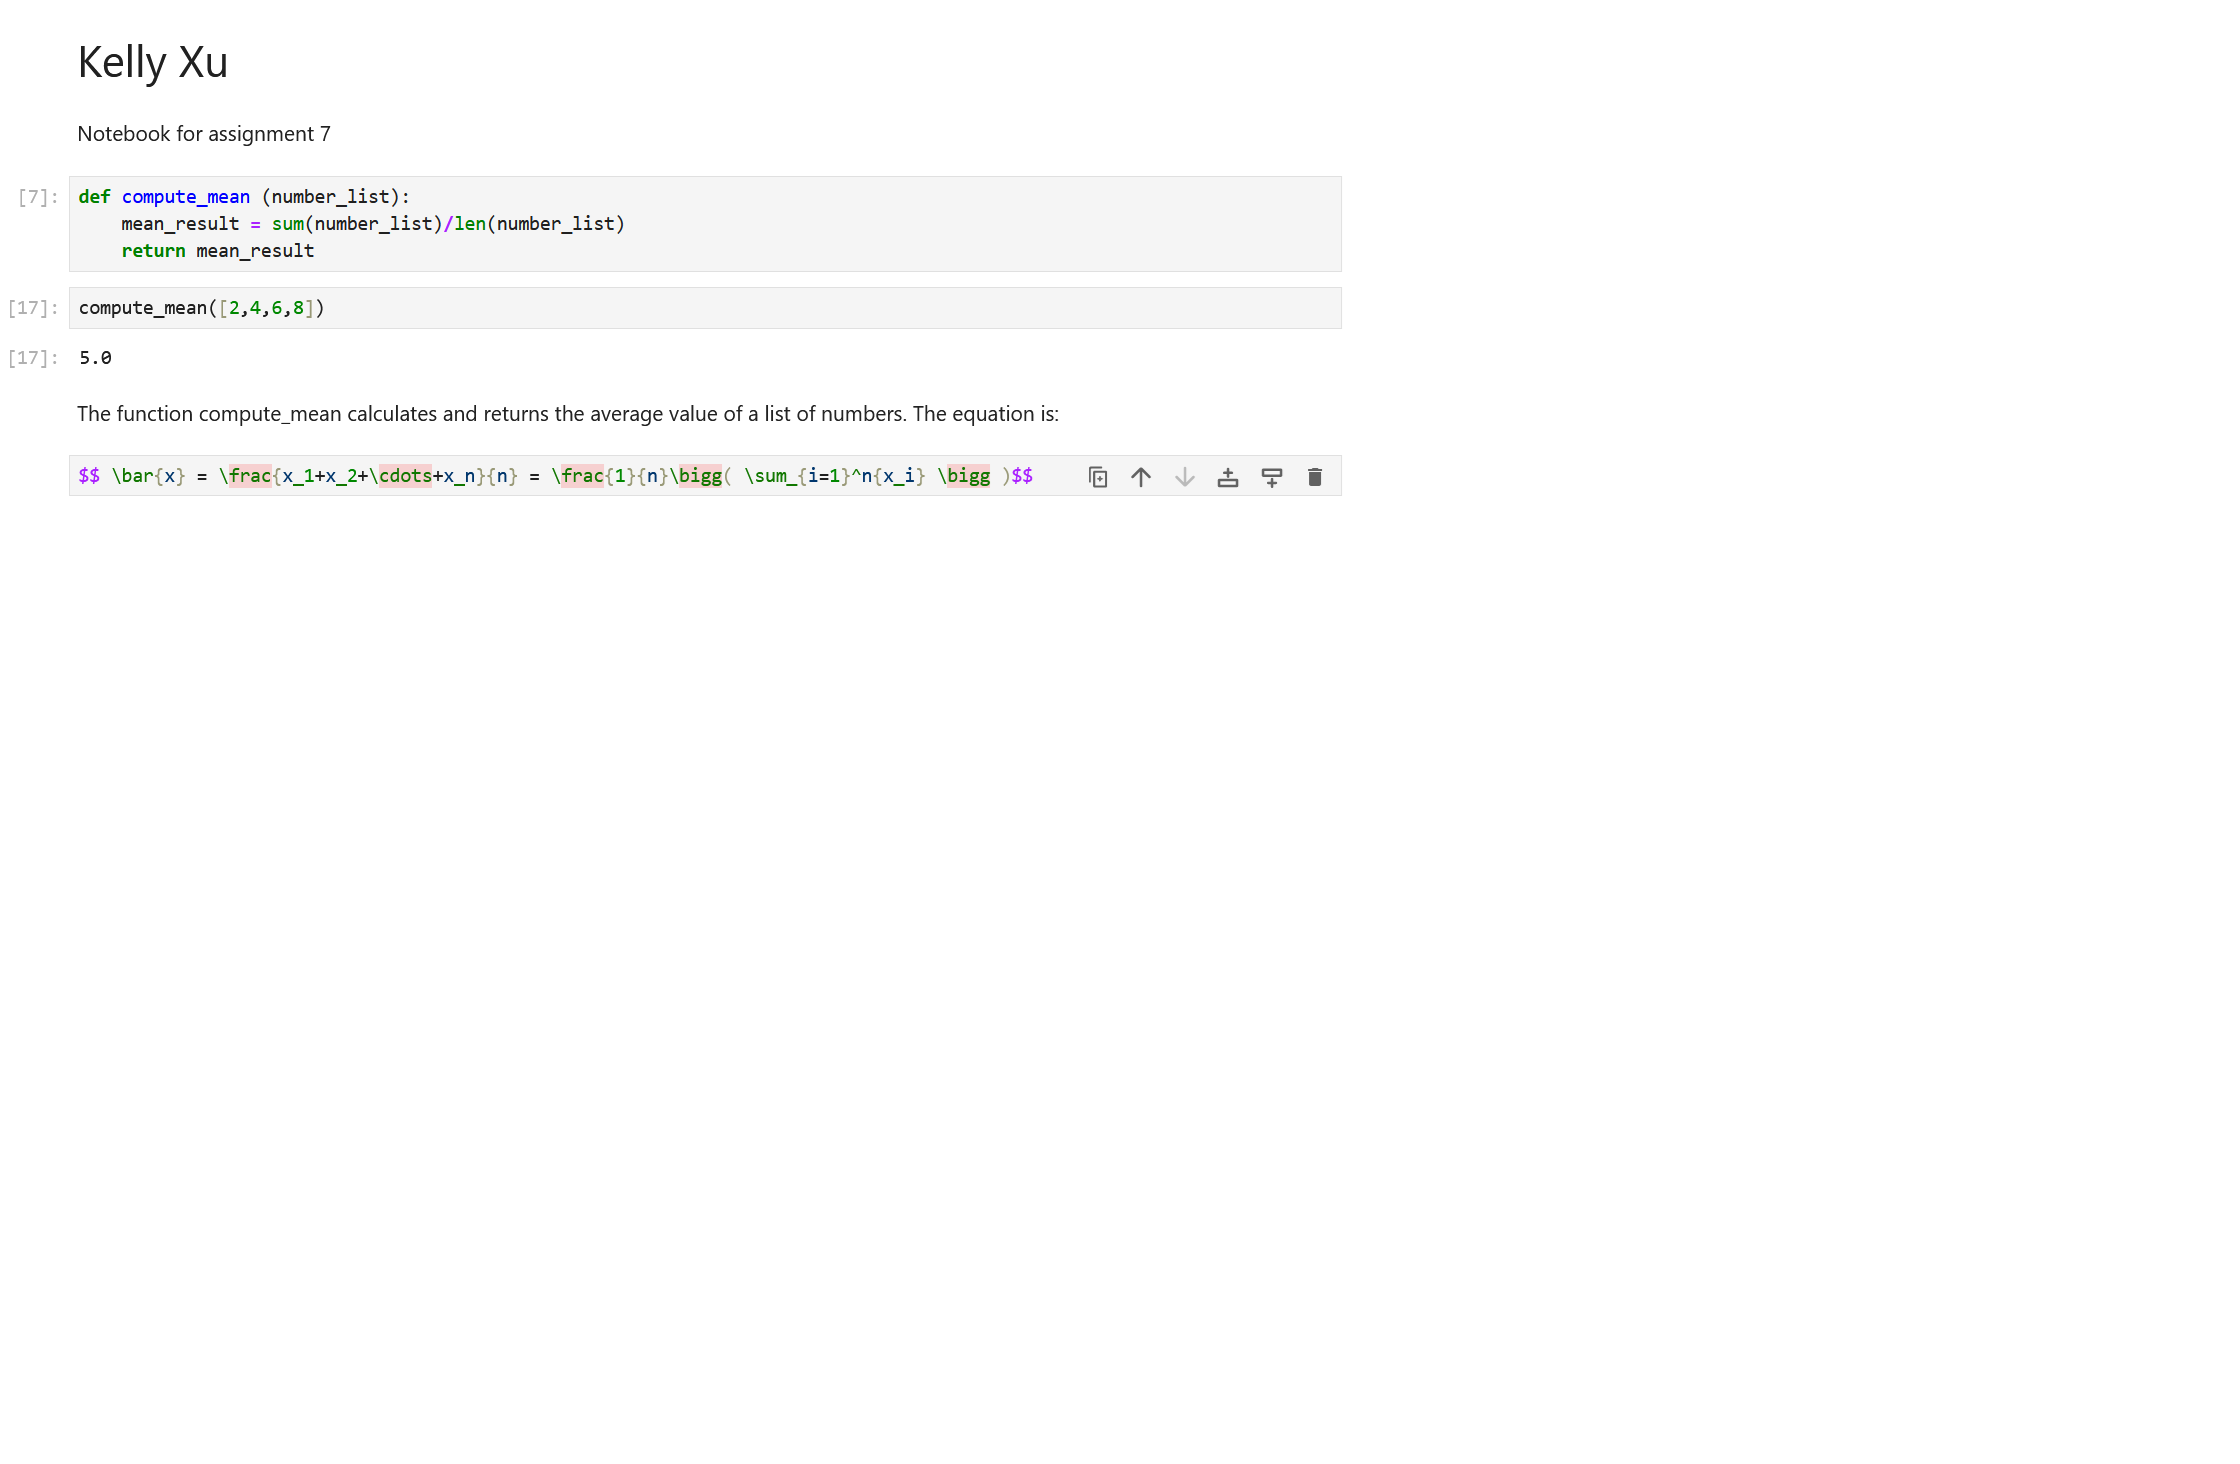 Kelly Xu
Notebook for assignment 7
[7]: def compute_mean (number_list):
    mean_result = sum(number_list)/len(number_list)
    return mean_result
[17]: compute_mean([2,4,6,8])
[17]: 5.0
The function compute_mean calculates and returns the average value of a list of numbers. The equation is:
$$ \bar{x} = \frac{x_1+x_2+\cdots+x_n}{n} = \frac{1}{n}\bigg( \sum_{i=1}^n{x_i} \bigg )$$